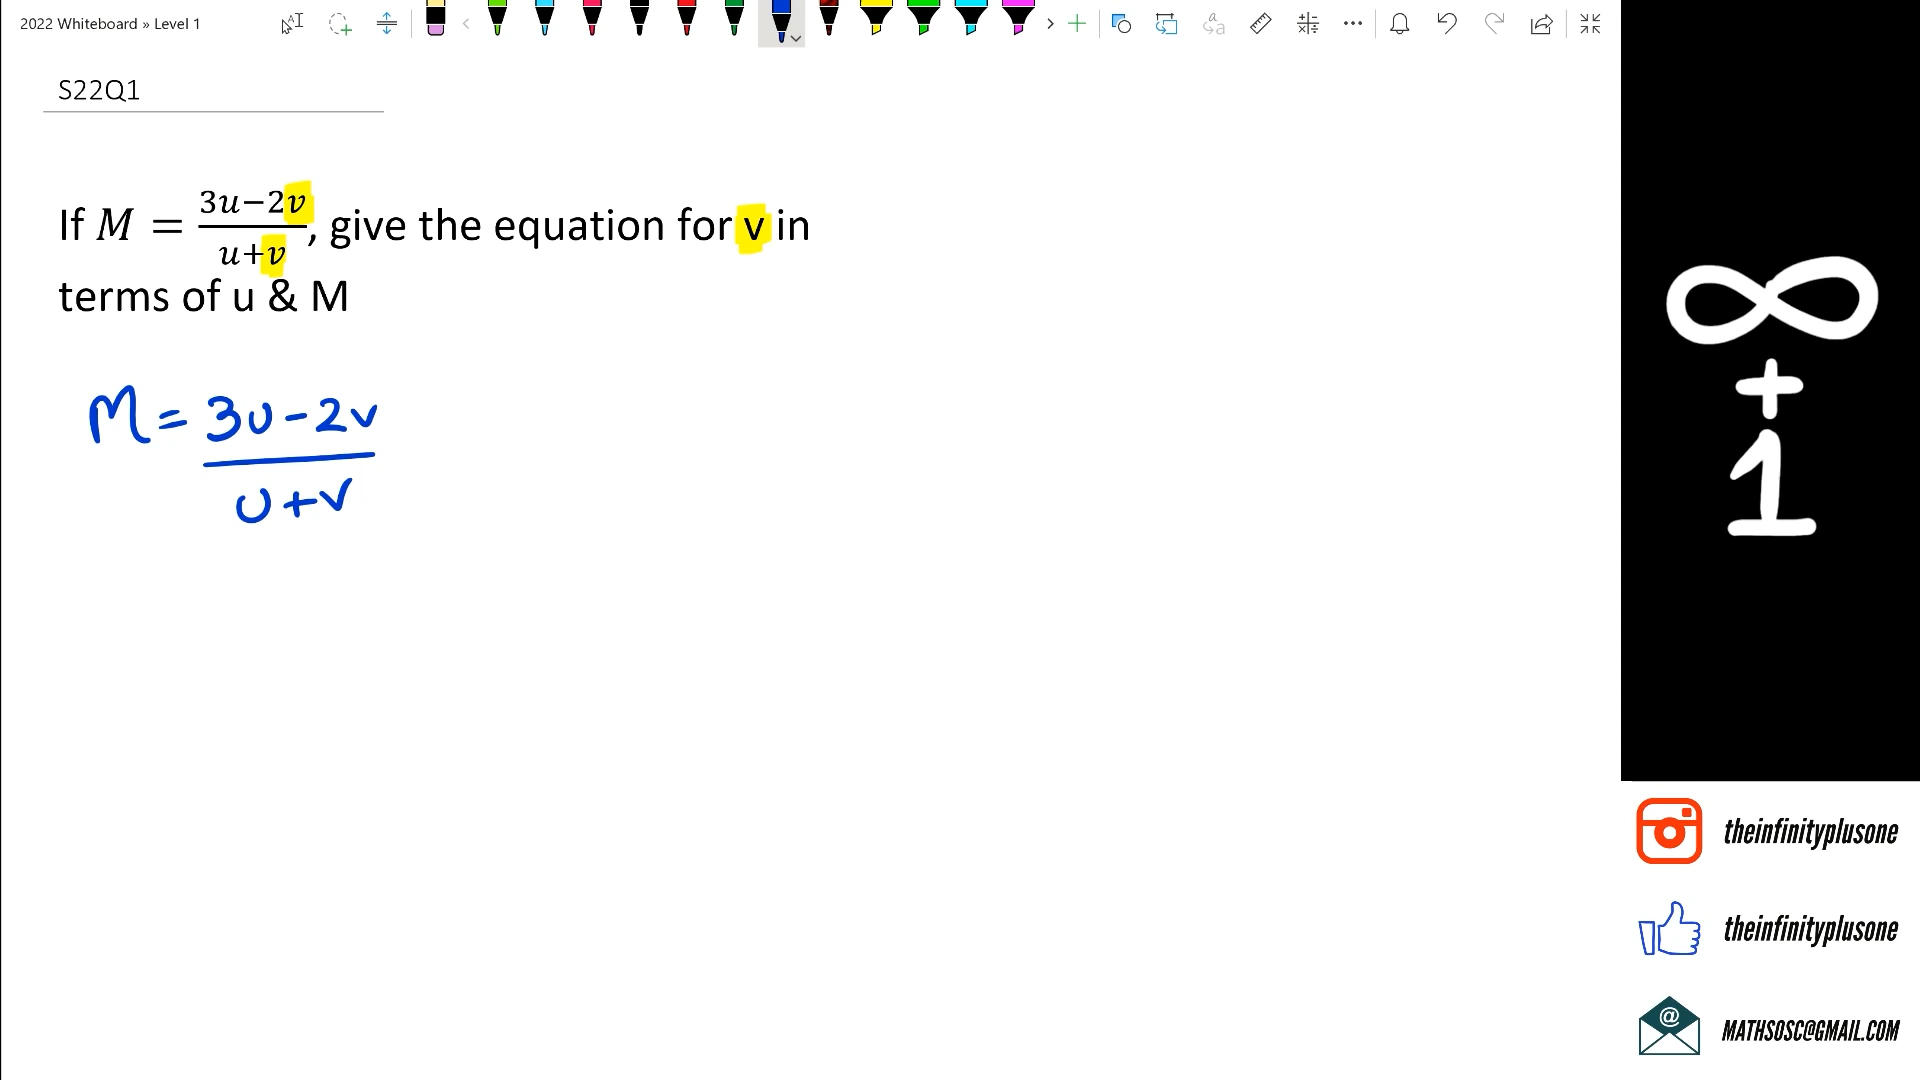 2022 Whiteboard » Level 1
S22Q1
If M = (3u−2v)/(u+v), give the equation for v in
terms of u & M
M = 3u - 2v
u + v
∞
+
1
theinfinityplusone
theinfinityplusone
MATHSOSC@GMAIL.COM